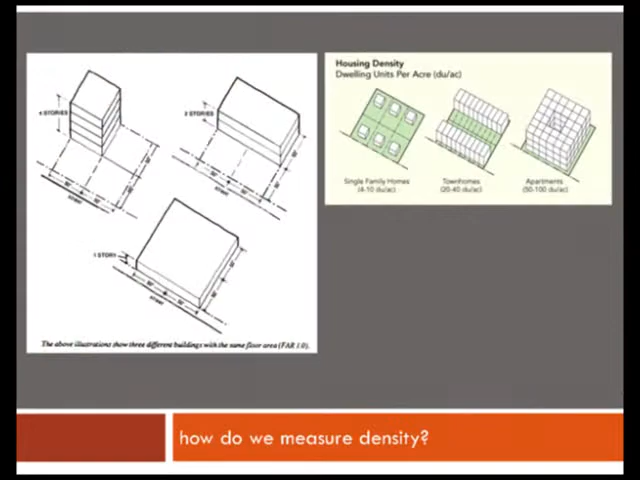 4 STORIES
2 STORIES
1 STORY
The above illustrations show three different buildings with the same floor area (FAR 1.0).
Housing Density
Dwelling Units Per Acre (du/ac)
Single Family Homes
(4-10 du/ac)
Townhomes
(20-40 du/ac)
Apartments
(50-100 du/ac)
how do we measure density?